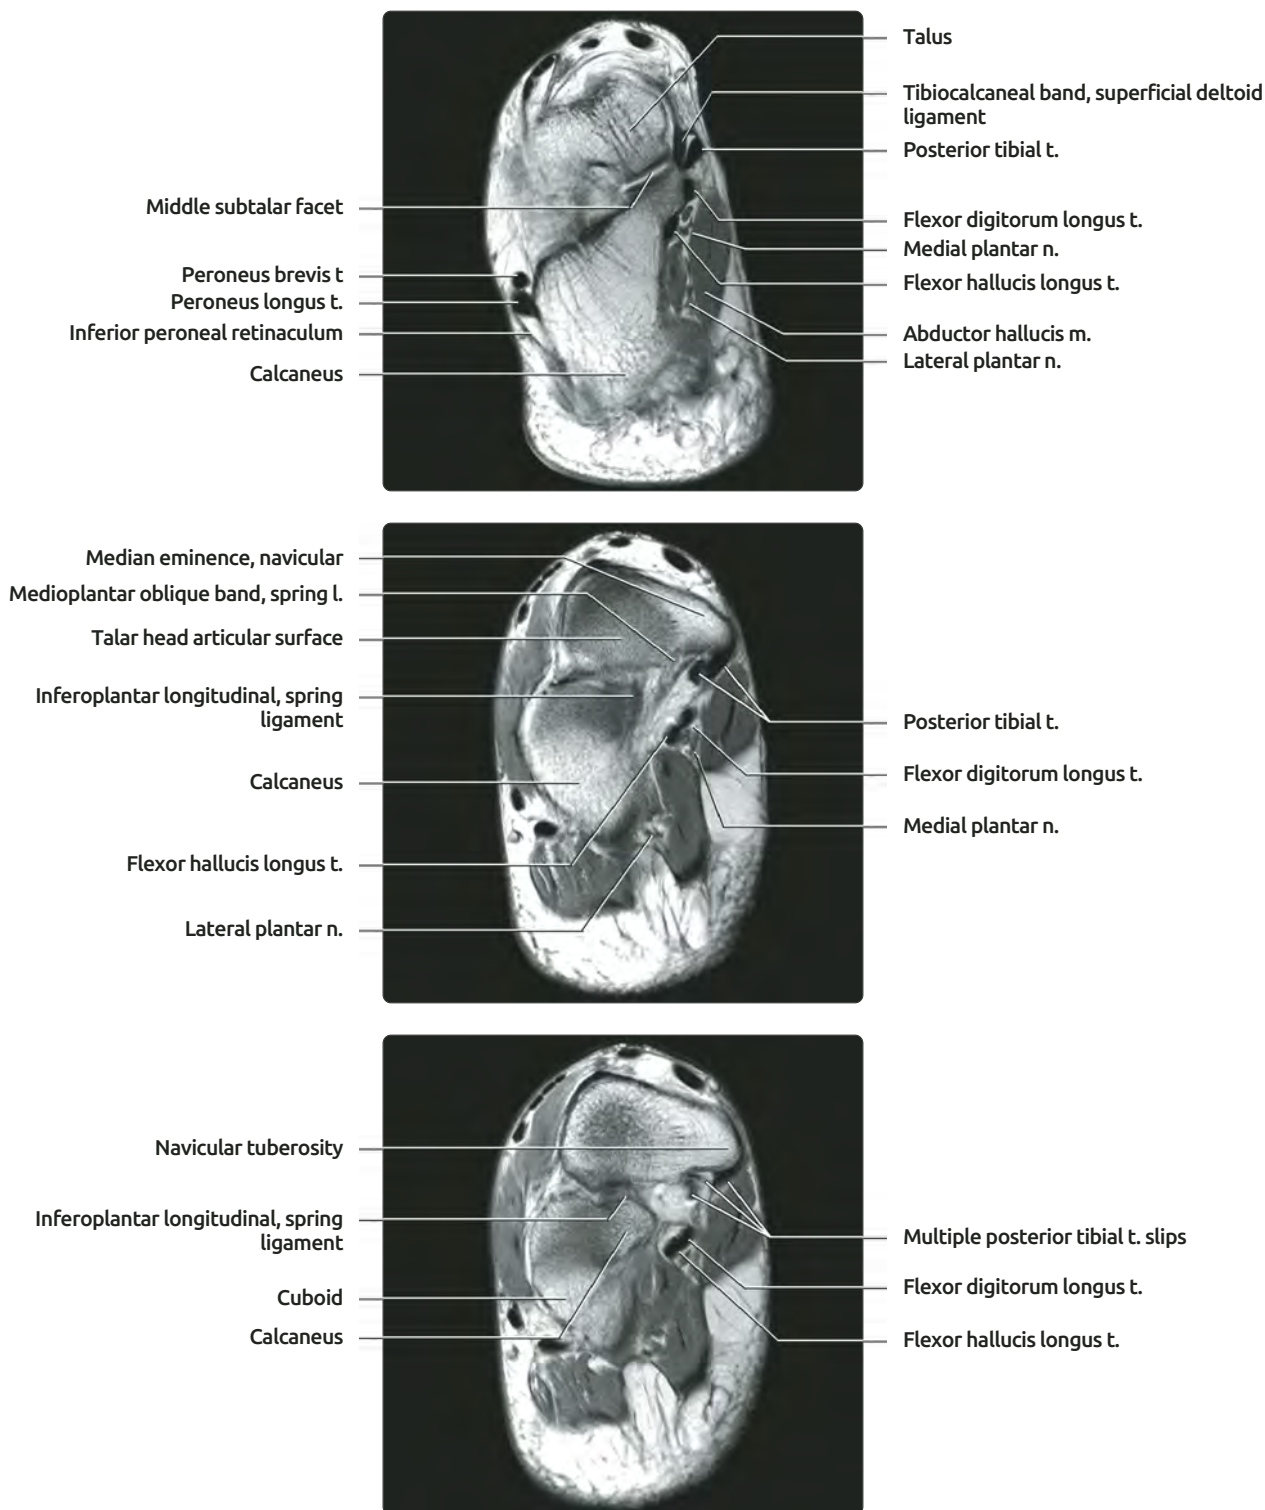 Talus
Tibiocalcaneal band, superficial deltoid
ligament
Posterior tibial t.
Middle subtalar facet
Flexor digitorum longus t.
Medial plantar n.
Peroneus brevis t
Flexor hallucis longus t.
Peroneus longus t.
Inferior peroneal retinaculum
Abductor hallucis m.
Lateral plantar n.
Calcaneus
Median eminence, navicular
Medioplantar oblique band, spring l.
Talar head articular surface
Inferoplantar longitudinal, spring
ligament
Posterior tibial t.
Calcaneus
Flexor digitorum longus t.
Medial plantar n.
Flexor hallucis longus t.
Lateral plantar n.
Navicular tuberosity
Inferoplantar longitudinal, spring
ligament
Multiple posterior tibial t. slips
Cuboid
Flexor digitorum longus t.
Calcaneus
Flexor hallucis longus t.